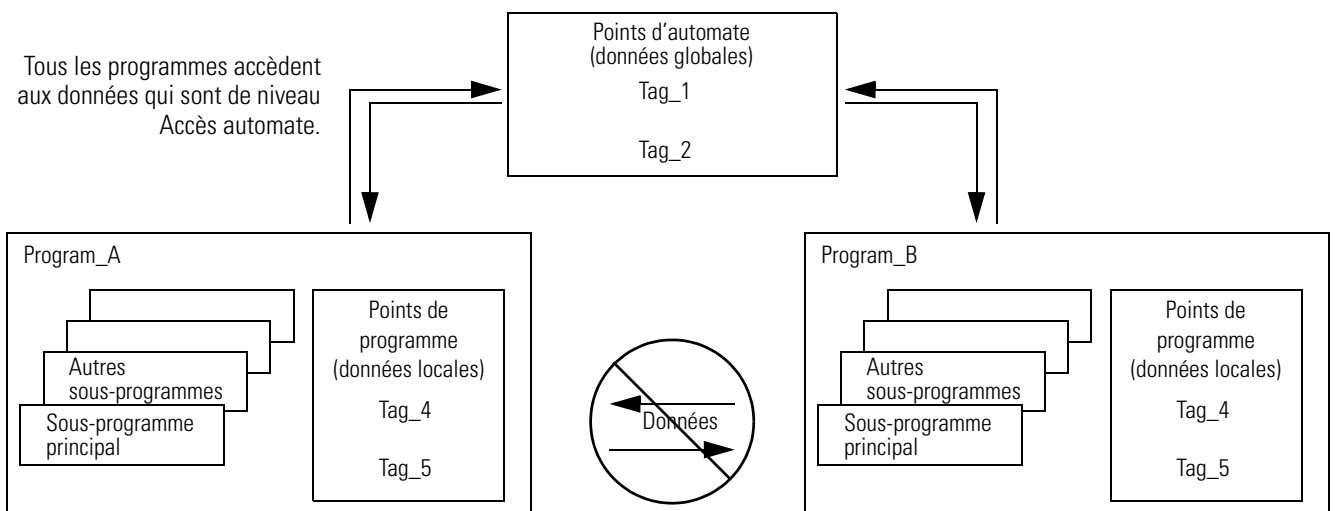 Points d’automate
(données globales)
Tag_1
Tag_2
Tous les programmes accèdent
aux données qui sont de niveau
Accès automate.
Program_A
Autres
sous-programmes
Sous-programme
principal
Points de
programme
(données locales)
Tag_4
Tag_5
Données
Program_B
Autres
sous-programmes
Sous-programme
principal
Points de
programme
(données locales)
Tag_4
Tag_5